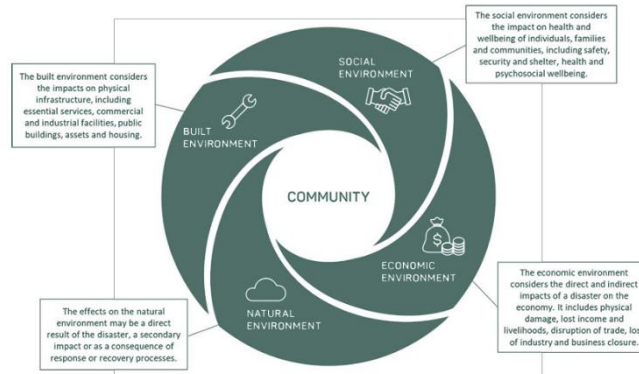 The social environment considers
the impact on health and
wellbeing of individuals, families
and communities, including safety,
security and shelter, health and
psychosocial wellbeing.
SOCIAL
ENVIRONMENT
The built environment considers
the impacts on physical
infrastructure, including
essential services, commercial
and industrial facilities, public
buildings, assets and housing.
BUILT
ENVIRONMENT
COMMUNITY
ECONOMIC
ENVIRONMENT
The economic environment
considers the direct and indirect
impacts of a disaster on the
economy. It includes physical
damage, lost income and
livelihoods, disruption of trade, loss
of industry and business closure.
NATURAL
ENVIRONMENT
The effects on the natural
environment may be a direct
result of the disaster, a secondary
impact or as a consequence of
response or recovery processes.